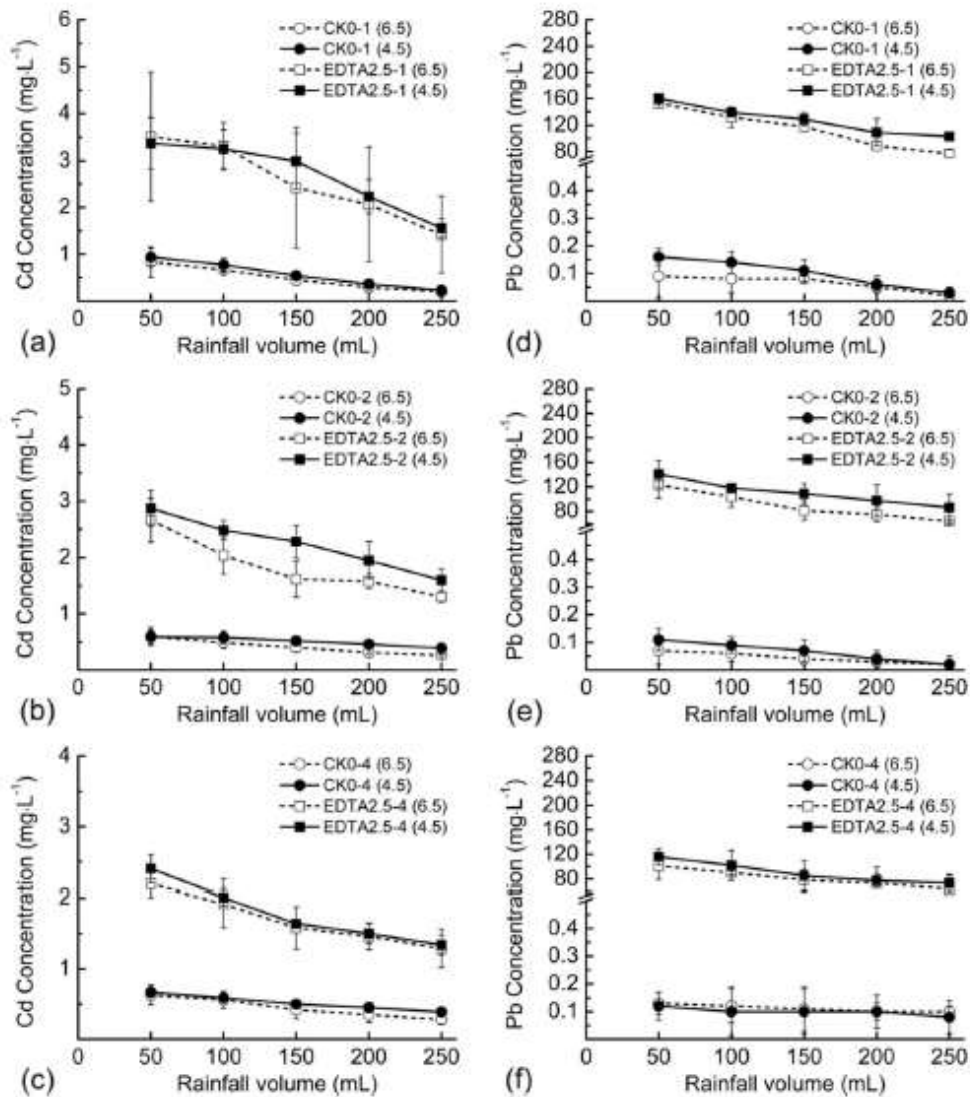 6
5
4
3
2
1
Cd Concentration (mg·L⁻¹)
CK0-1 (6.5)
CK0-1 (4.5)
EDTA2.5-1 (6.5)
EDTA2.5-1 (4.5)
0 50 100 150 200 250
(a) Rainfall volume (mL)
280
240
200
160
120
80
0.4
0.3
0.2
0.1
Pb Concentration (mg·L⁻¹)
CK0-1 (6.5)
CK0-1 (4.5)
EDTA2.5-1 (6.5)
EDTA2.5-1 (4.5)
0 50 100 150 200 250
(d) Rainfall volume (mL)
5
4
3
2
1
Cd Concentration (mg·L⁻¹)
CK0-2 (6.5)
CK0-2 (4.5)
EDTA2.5-2 (6.5)
EDTA2.5-2 (4.5)
0 50 100 150 200 250
(b) Rainfall volume (mL)
280
240
200
160
120
80
0.4
0.3
0.2
0.1
Pb Concentration (mg·L⁻¹)
CK0-2 (6.5)
CK0-2 (4.5)
EDTA2.5-2 (6.5)
EDTA2.5-2 (4.5)
0 50 100 150 200 250
(e) Rainfall volume (mL)
4
3
2
1
Cd Concentration (mg·L⁻¹)
CK0-4 (6.5)
CK0-4 (4.5)
EDTA2.5-4 (6.5)
EDTA2.5-4 (4.5)
0 50 100 150 200 250
(c) Rainfall volume (mL)
280
240
200
160
120
80
0.4
0.3
0.2
0.1
Pb Concentration (mg·L⁻¹)
CK0-4 (6.5)
CK0-4 (4.5)
EDTA2.5-4 (6.5)
EDTA2.5-4 (4.5)
0 50 100 150 200 250
(f) Rainfall volume (mL)